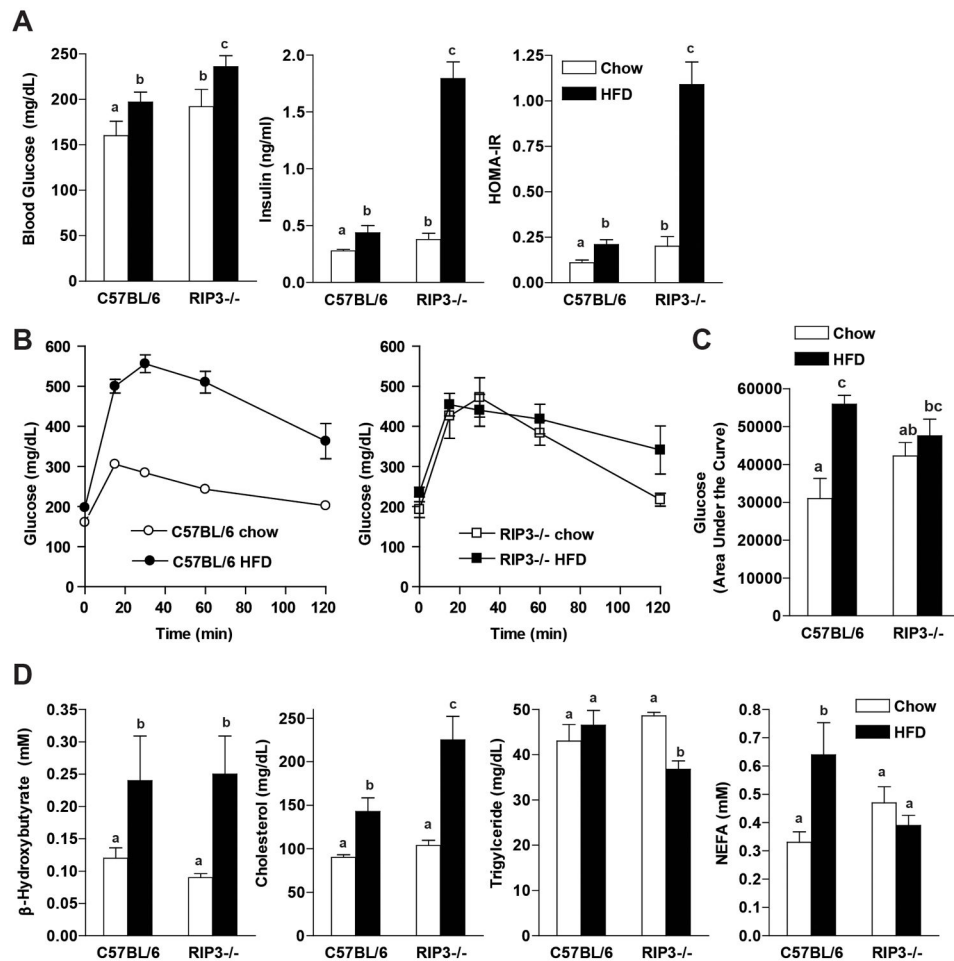 A
Blood Glucose (mg/dL)
250
200
150
100
50
0
a
b
b
c
C57BL/6
RIP3-/-
Insulin (ng/ml)
2.0
1.5
1.0
0.5
0.0
a
b
b
c
C57BL/6
RIP3-/-
HOMA-IR
1.25
1.00
0.75
0.50
0.25
0.00
Chow
HFD
a
b
b
c
C57BL/6
RIP3-/-
B
Glucose (mg/dL)
600
500
400
300
200
100
0
C57BL/6 chow
C57BL/6 HFD
0
20
40
60
80
100
120
Time (min)
Glucose (mg/dL)
600
500
400
300
200
400
0
RIP3-/- chow
RIP3-/- HFD
0
20
40
60
80
100
120
Time (min)
C
Chow
HFD
Glucose
(Area Under the Curve)
60000
50000
40000
30000
20000
10000
0
a
c
ab
bc
C57BL/6
RIP3-/-
D
β-Hydroxybutyrate (mM)
0.35
0.30
0.25
0.20
0.15
0.10
0.05
0.00
a
b
a
b
C57BL/6
RIP3-/-
Cholesterol (mg/dL)
250
200
150
100
50
0
a
b
a
c
C57BL/6
RIP3-/-
Trigylceride (mg/dL)
50
40
30
20
10
0
a
a
a
b
C57BL/6
RIP3-/-
NEFA (mM)
0.8
0.7
0.6
0.5
0.4
0.3
0.2
0.1
0.0
Chow
HFD
a
b
a
a
C57BL/6
RIP3-/-